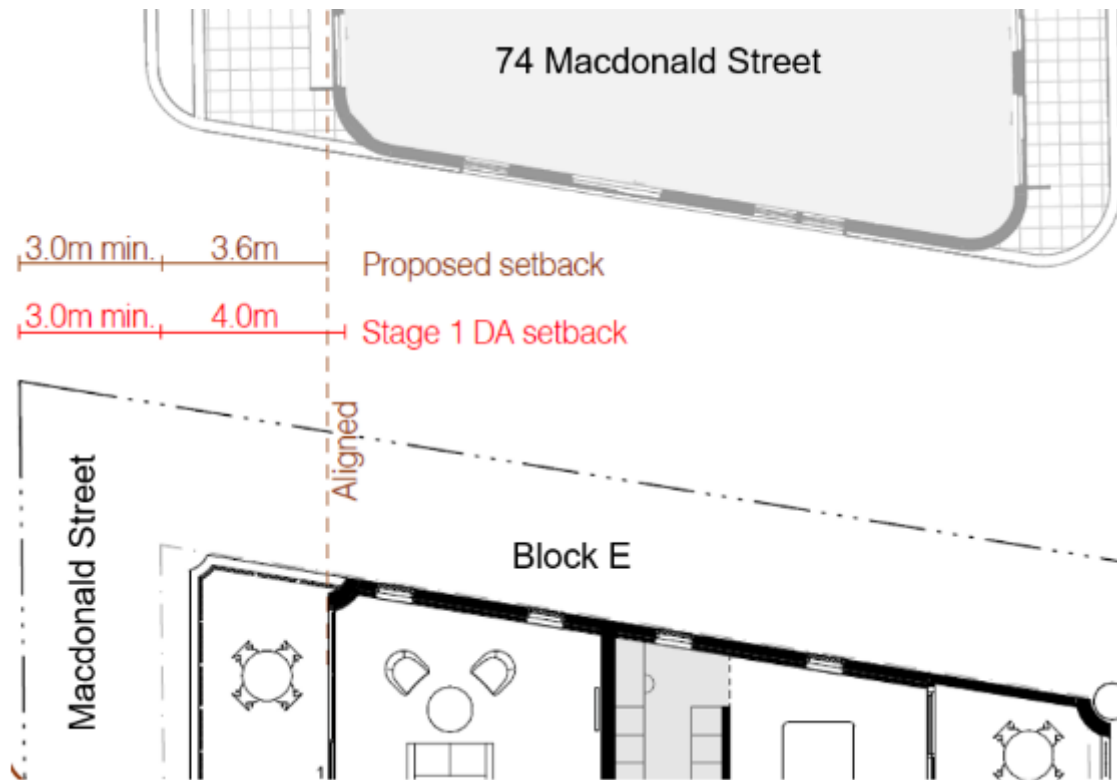 74 Macdonald Street
3.0m min.
3.6m
Proposed setback
3.0m min.
4.0m
Stage 1 DA setback
Aligned
Macdonald Street
Block E
1